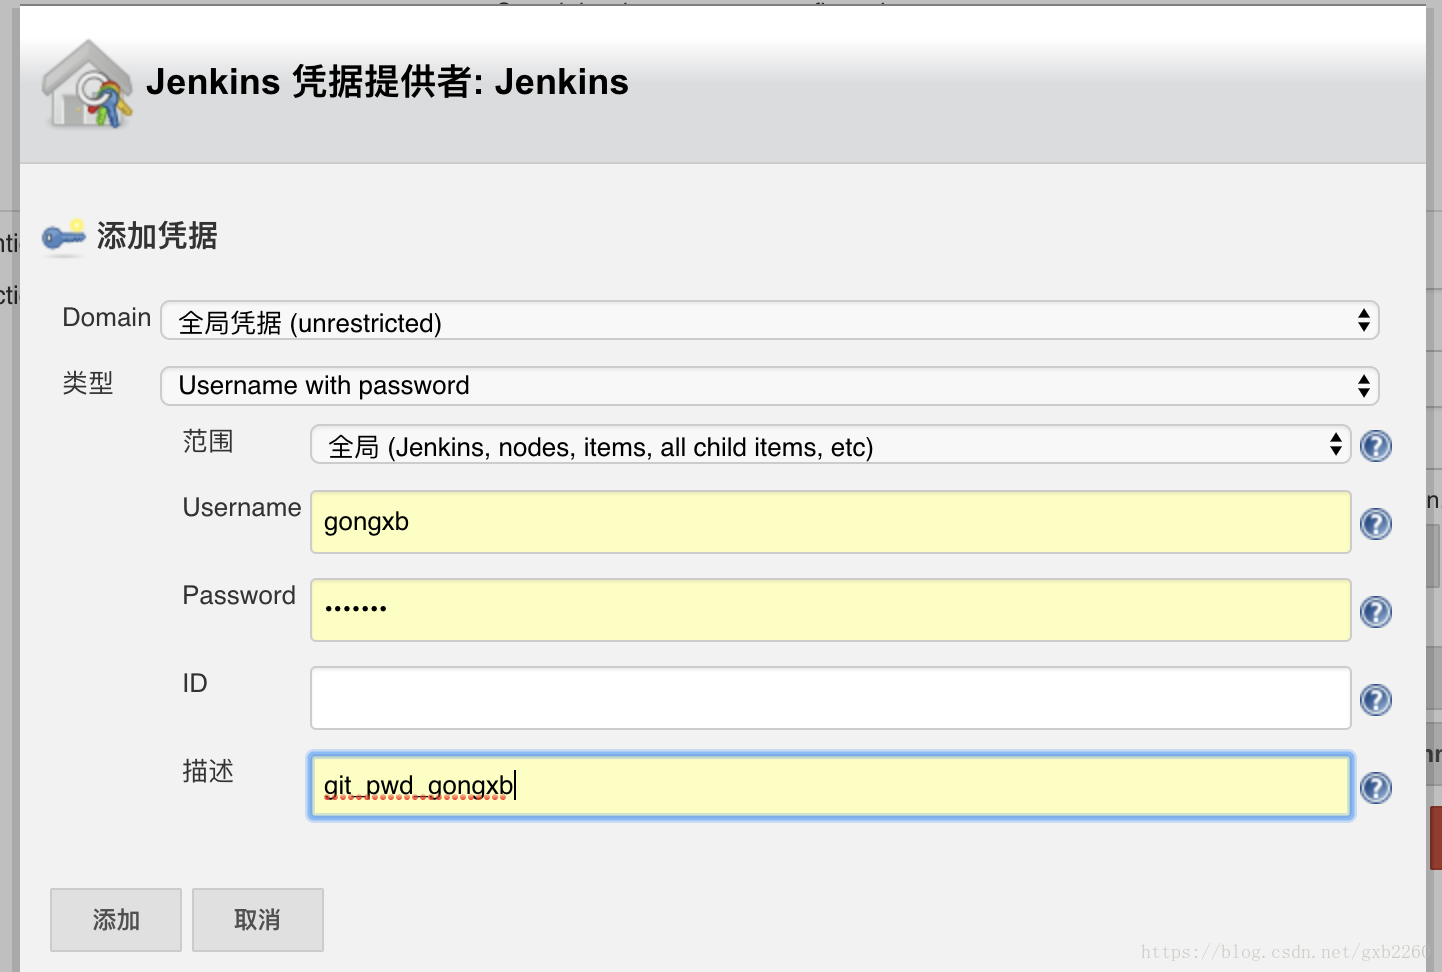 Jenkins 凭据提供者: Jenkins
添加凭据
Domain 全局凭据 (unrestricted)
类型 Username with password
范围 全局 (Jenkins, nodes, items, all child items, etc)
Username gongxb
Password •••••••
ID
描述 git_pwd_gongxb
添加 取消
https://blog.csdn.net/gxb2260